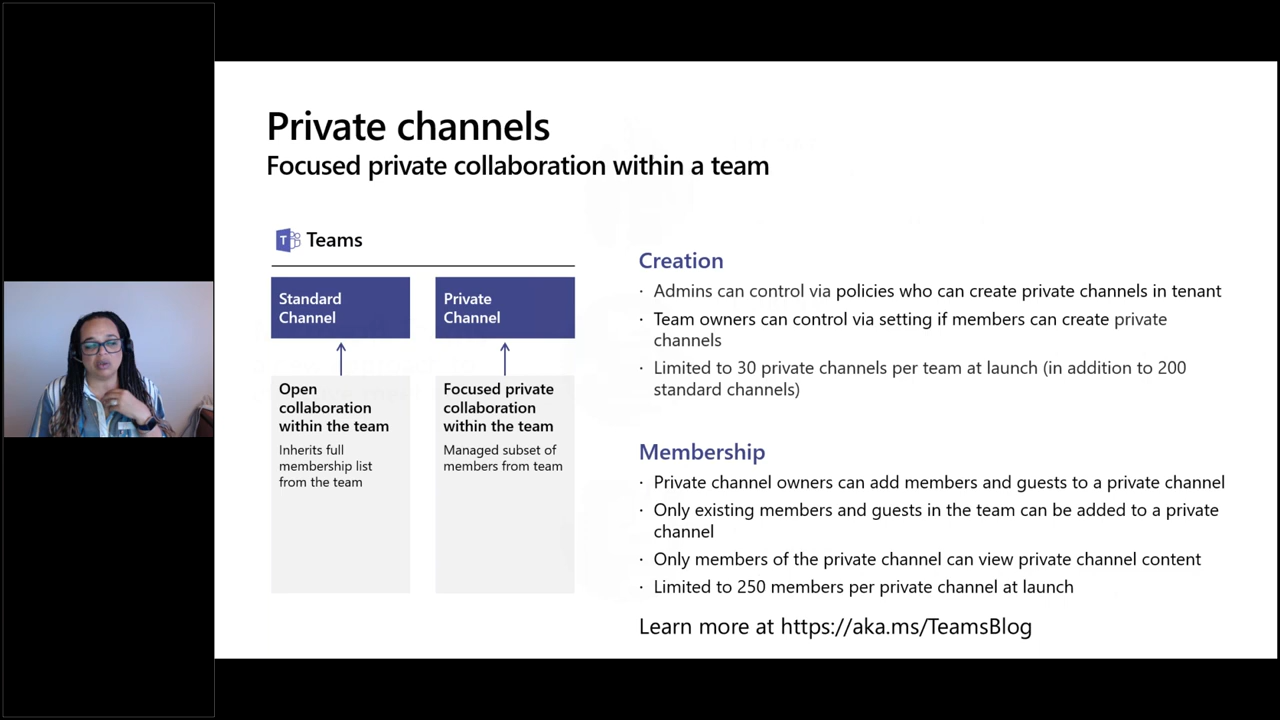 Private channels
Focused private collaboration within a team
Teams
Standard
Channel
Private
Channel
Open
collaboration
within the team
Inherits full
membership list
from the team
Focused private
collaboration
within the team
Managed subset of
members from team
Creation
· Admins can control via policies who can create private channels in tenant
· Team owners can control via setting if members can create private
channels
· Limited to 30 private channels per team at launch (in addition to 200
standard channels)
Membership
· Private channel owners can add members and guests to a private channel
· Only existing members and guests in the team can be added to a private
channel
· Only members of the private channel can view private channel content
· Limited to 250 members per private channel at launch
Learn more at https://aka.ms/TeamsBlog